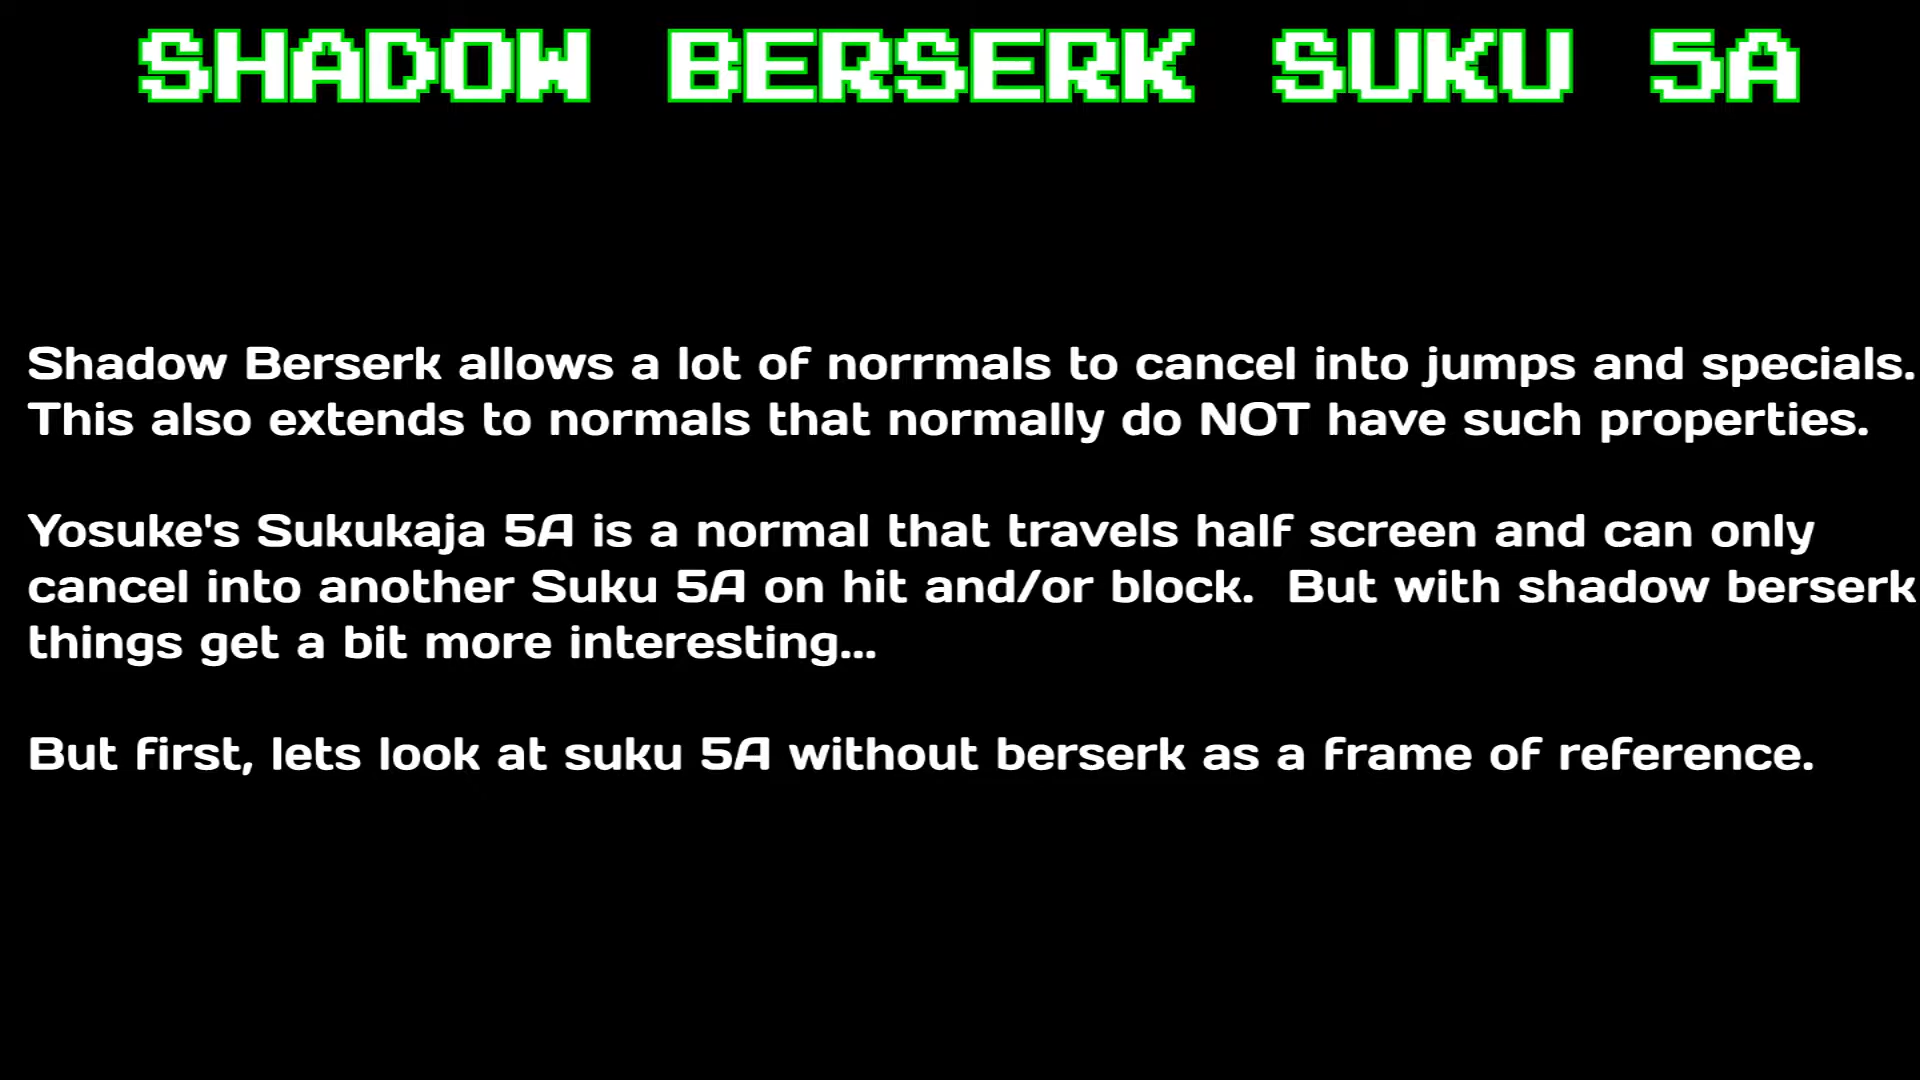 SHADOW BERSERK SUKU 5A
Shadow Berserk allows a lot of norrmals to cancel into jumps and specials.
This also extends to normals that normally do NOT have such properties.
Yosuke's Sukukaja 5A is a normal that travels half screen and can only
cancel into another Suku 5A on hit and/or block.  But with shadow berserk
things get a bit more interesting...
But first, lets look at suku 5A without berserk as a frame of reference.